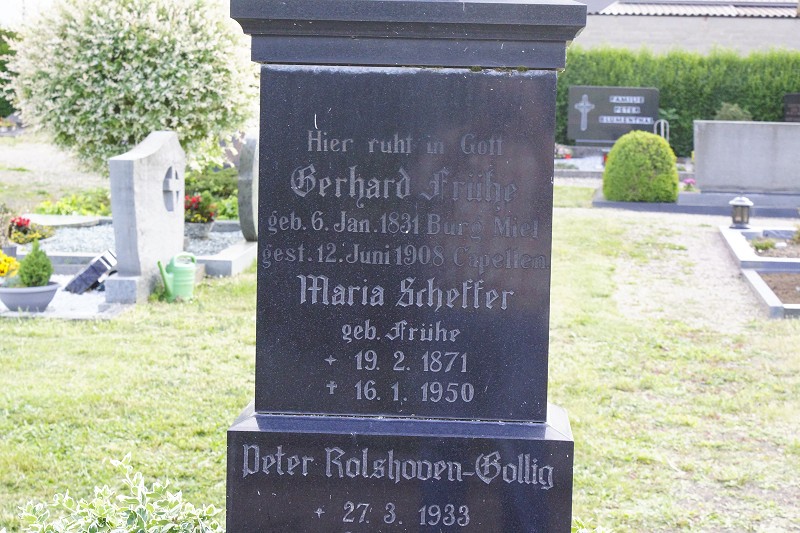 Hier ruht in Gott
Gerhard Frühe
geb. 6. Jan. 1831 Burg Miel
gest. 12. Juni 1908 Capellen
Maria Scheffer
geb. Frühe
* 19. 2. 1871
✝ 16. 1. 1950
Peter Rolshoven-Gollig
* 27. 3. 1933
FAMILIE
PETER
BLUMENTHAL